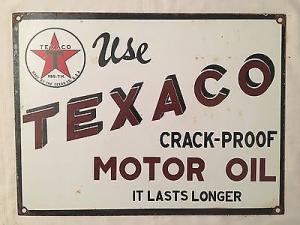 TEXACO
T
REG. T.M.
Use
TEXACO
CRACK-PROOF
MOTOR OIL
IT LASTS LONGER